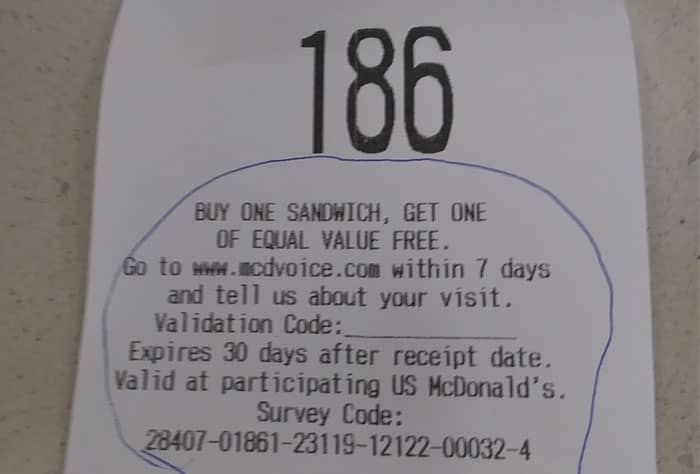 186
BUY ONE SANDWICH, GET ONE
OF EQUAL VALUE FREE.
Go to www.mcdvoice.com within 7 days
and tell us about your visit.
Validation Code:_______________
Expires 30 days after receipt date.
Valid at participating US McDonald's.
Survey Code:
28407-01861-23119-12122-00032-4